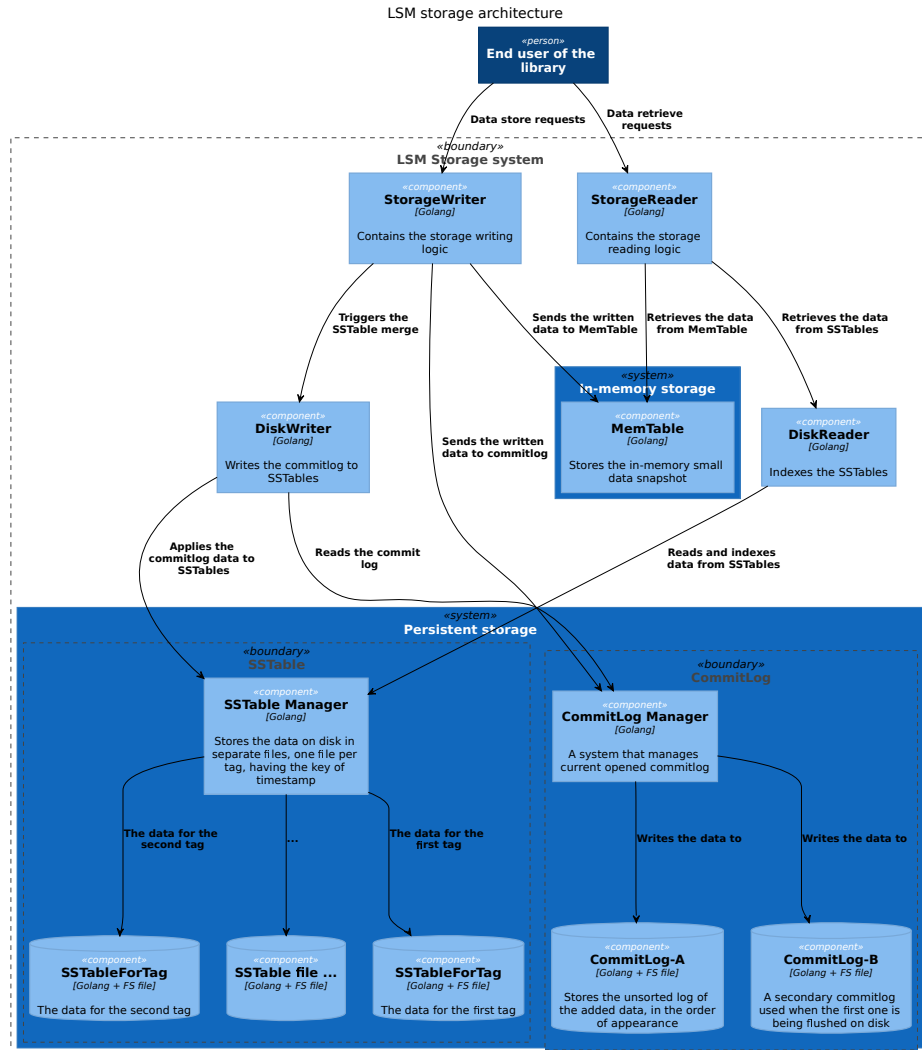 LSM storage architecture
«person»
End user of the
library
Data store requests
Data retrieve
requests
«boundary»
LSM Storage system
«component»
StorageWriter
[Golang]
Contains the storage writing
logic
«component»
StorageReader
[Golang]
Contains the storage
reading logic
Triggers the
SSTable merge
Sends the written
data to MemTable
Retrieves the data
from MemTable
Retrieves the data
from SSTables
«system»
In-memory storage
«component»
DiskWriter
[Golang]
Writes the commitlog to
SSTables
Sends the written
data to commitlog
«component»
MemTable
[Golang]
Stores the in-memory small
data snapshot
«component»
DiskReader
[Golang]
Indexes the SSTables
Applies the
commitlog data to
SSTables
Reads the commit
log
Reads and indexes
data from SSTables
«system»
Persistent storage
«boundary»
SSTable
«boundary»
CommitLog
«component»
SSTable Manager
[Golang]
Stores the data on disk in
separate files, one file per
tag, having the key of
timestamp
«component»
CommitLog Manager
[Golang]
A system that manages
current opened commitlog
The data for the
second tag
...
The data for the
first tag
Writes the data to
Writes the data to
«component»
SSTableForTag
[Golang + FS file]
The data for the second tag
«component»
SSTable file ...
[Golang + FS file]
«component»
SSTableForTag
[Golang + FS file]
The data for the first tag
«component»
CommitLog-A
[Golang + FS file]
Stores the unsorted log of
the added data, in the order
of appearance
«component»
CommitLog-B
[Golang + FS file]
A secondary commitlog
used when the first one is
being flushed on disk